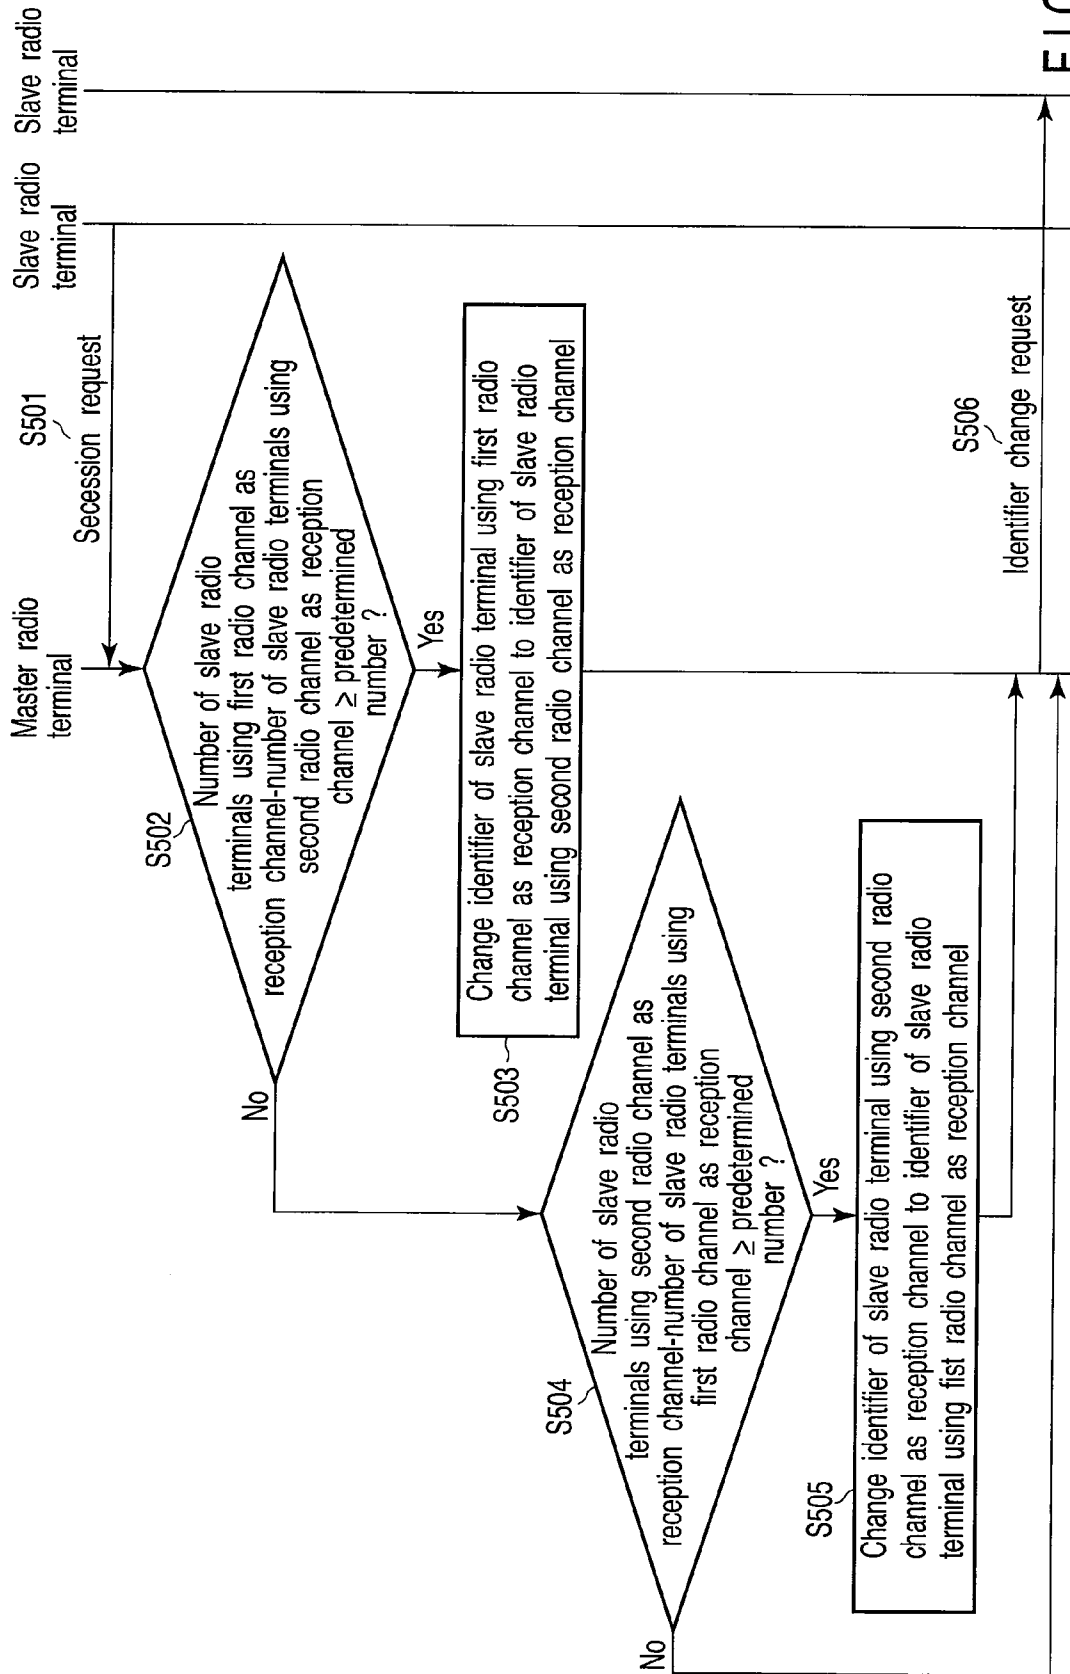 Master radio
terminal
Slave radio
terminal
Slave radio
terminal
S501
Secession request
S502
Number of slave radio
terminals using first radio channel as
reception channel-number of slave radio terminals using
second radio channel as reception
channel ≥ predetermined
number ?
Yes
No
S503
Change identifier of slave radio terminal using first radio
channel as reception channel to identifier of slave radio
terminal using second radio channel as reception channel
S504
Number of slave radio
terminals using second radio channel as
reception channel-number of slave radio terminals using
first radio channel as reception
channel ≥ predetermined
number ?
Yes
No
S505
Change identifier of slave radio terminal using second radio
channel as reception channel to identifier of slave radio
terminal using fist radio channel as reception channel
S506
Identifier change request